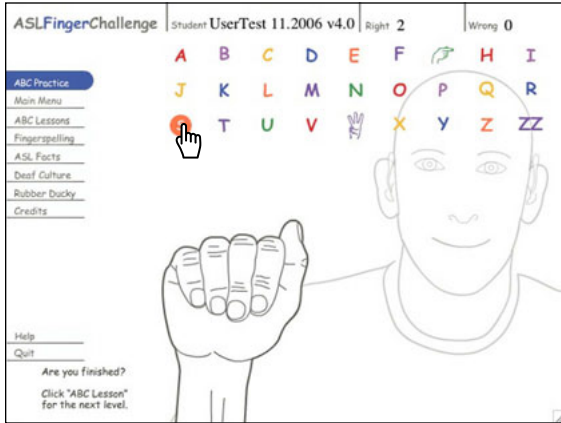 ASLFingerChallenge Student UserTest 11.2006 v4.0 Right 2 Wrong 0
A B C D E F H I
J K L M N O P Q R
S T U V X Y Z ZZ
ABC Practice
Main Menu
ABC Lessons
Fingerspelling
ASL Facts
Deaf Culture
Rubber Ducky
Credits
Help
Quit
Are you finished?
Click "ABC Lesson"
for the next level.